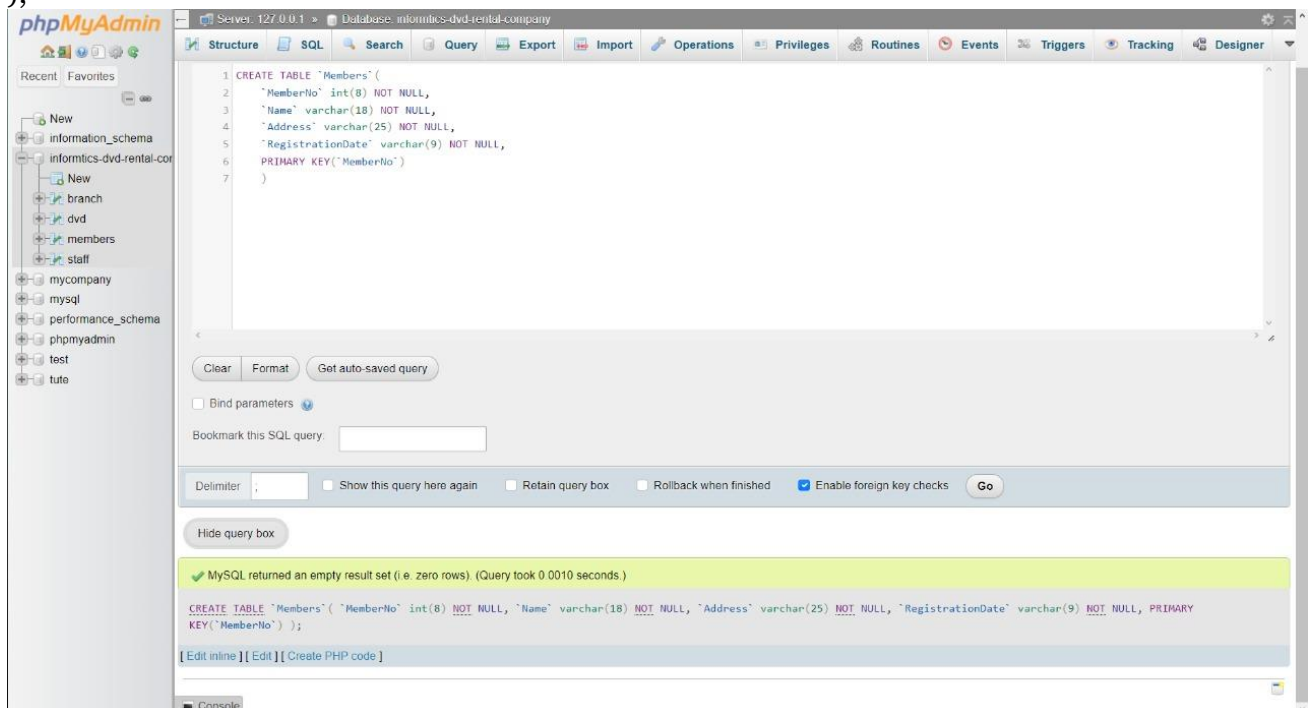 );
phpMyAdmin
Server: 127.0.0.1 » Database: informtics-dvd-rental-company
Structure SQL Search Query Export Import Operations Privileges Routines Events Triggers Tracking Designer
Recent Favorites
New
information_schema
informtics-dvd-rental-cor
New
branch
dvd
members
staff
mycompany
mysql
performance_schema
phpmyadmin
test
tute
1 CREATE TABLE `Members`(
2 `MemberNo` int(8) NOT NULL,
3 `Name` varchar(18) NOT NULL,
4 `Address` varchar(25) NOT NULL,
5 `RegistrationDate` varchar(9) NOT NULL,
6 PRIMARY KEY(`MemberNo`)
7 )
Clear Format Get auto-saved query
Bind parameters
Bookmark this SQL query:
Delimiter ; Show this query here again Retain query box Rollback when finished Enable foreign key checks Go
Hide query box
MySQL returned an empty result set (i.e. zero rows). (Query took 0.0010 seconds.)
CREATE TABLE `Members`( `MemberNo` int(8) NOT NULL, `Name` varchar(18) NOT NULL, `Address` varchar(25) NOT NULL, `RegistrationDate` varchar(9) NOT NULL, PRIMARY
KEY(`MemberNo`) );
[ Edit inline ] [ Edit ] [ Create PHP code ]
Console